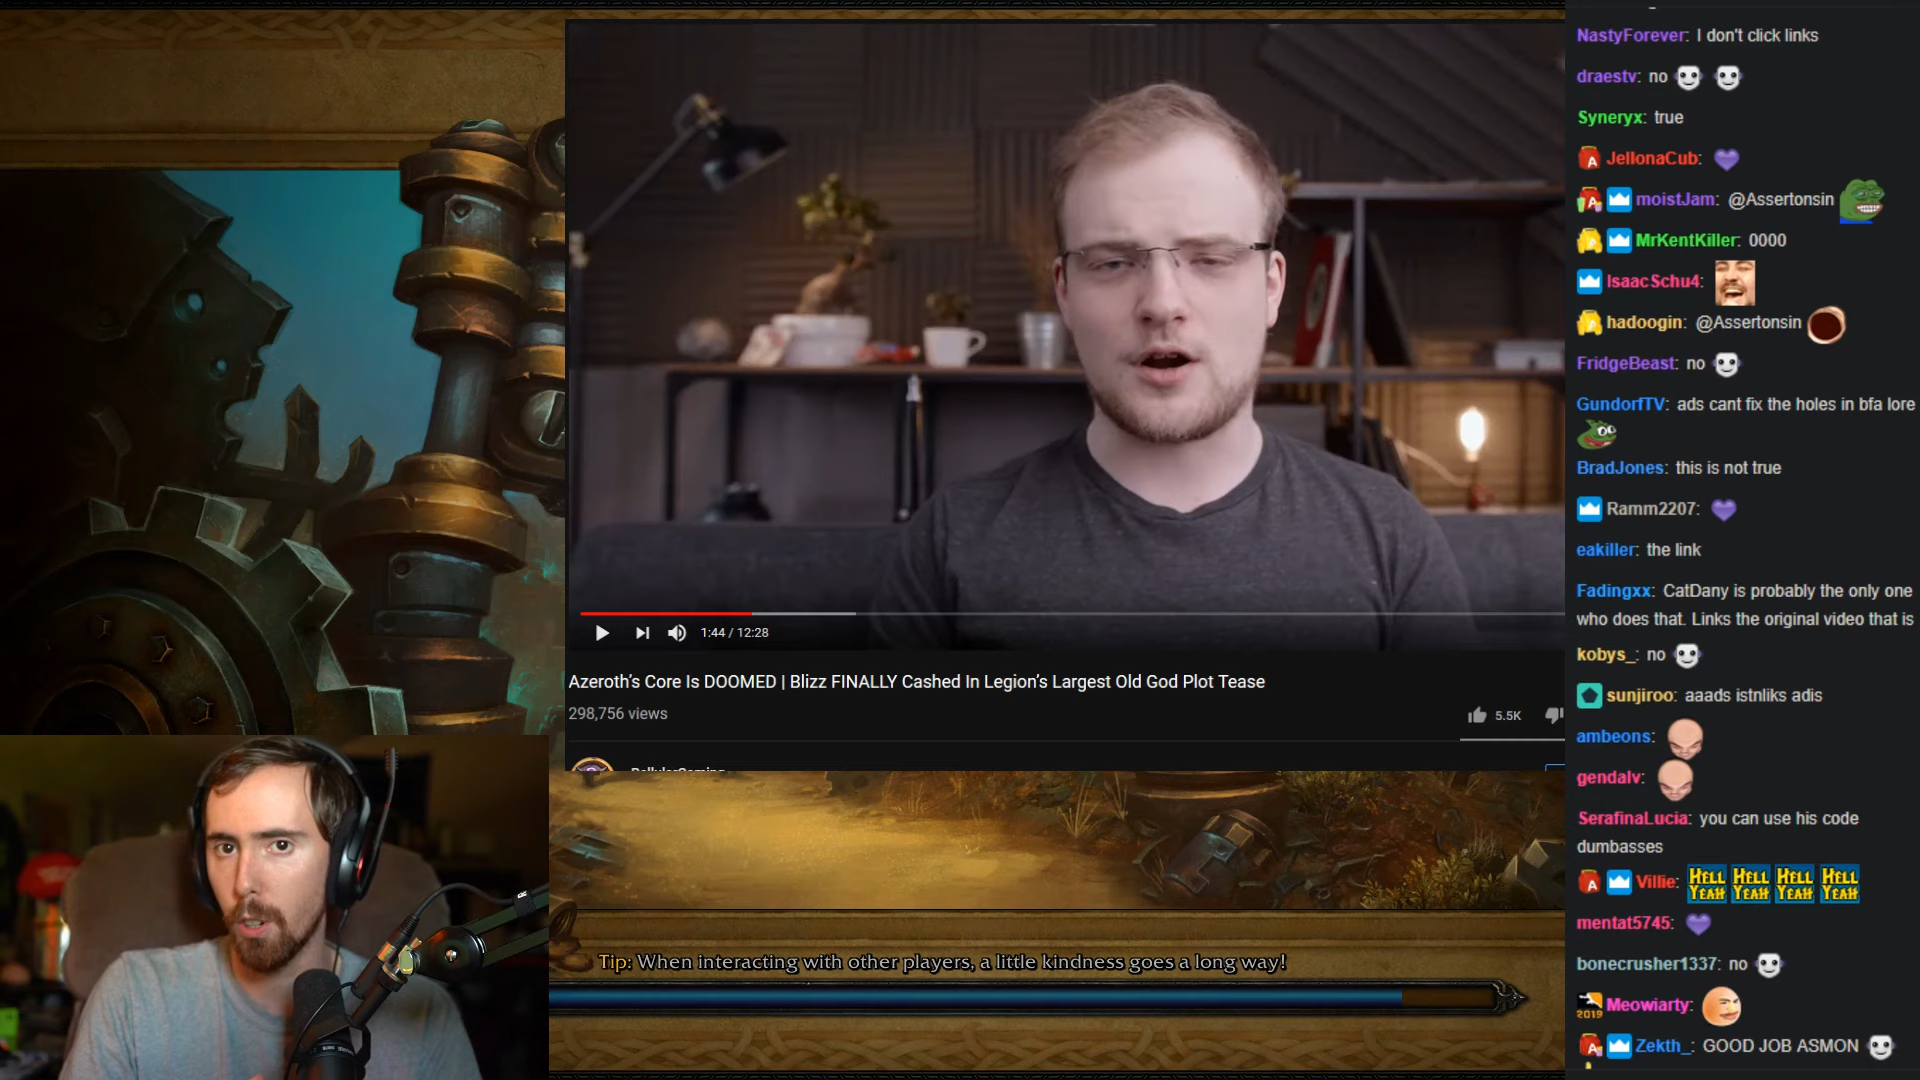 NastyForever: I don't click links
draestv: no
Syneryx: true
JellonaCub:
moistJam: @Assertonsin
MrKentKiller: 0000
IsaacSchu4:
hadoogin: @Assertonsin
FridgeBeast: no
GundorfTV: ads cant fix the holes in bfa lore
BradJones: this is not true
Ramm2207:
eakiller: the link
Fadingxx: CatDany is probably the only one
who does that. Links the original video that is
kobys_: no
sunjiroo: aaads istnliks adis
ambeons:
gendalv:
SerafinaLucia: you can use his code
dumbasses
Villie: HELL YEAH HELL YEAH HELL YEAH HELL YEAH
mentat5745:
bonecrusher1337: no
2019 Meowiarty:
Zekth_: GOOD JOB ASMON
1:44 / 12:28
Azeroth's Core Is DOOMED | Blizz FINALLY Cashed In Legion's Largest Old God Plot Tease
298,756 views
5.5K
Tip: When interacting with other players, a little kindness goes a long way!